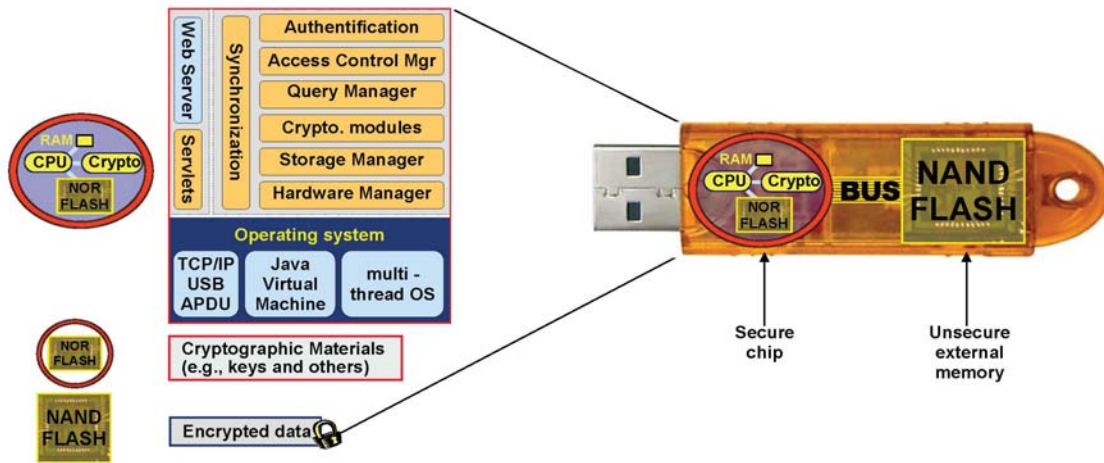 RAM
CPU
Crypto
NOR
FLASH
Web Server
Servlets
Synchronization
Authentification
Access Control Mgr
Query Manager
Crypto. modules
Storage Manager
Hardware Manager
Operating system
TCP/IP
USB
APDU
Java
Virtual
Machine
multi -
thread OS
NOR
FLASH
Cryptographic Materials
(e.g., keys and others)
NAND
FLASH
Encrypted data
RAM
CPU
Crypto
NOR
FLASH
BUS
NAND
FLASH
Secure
chip
Unsecure
external
memory